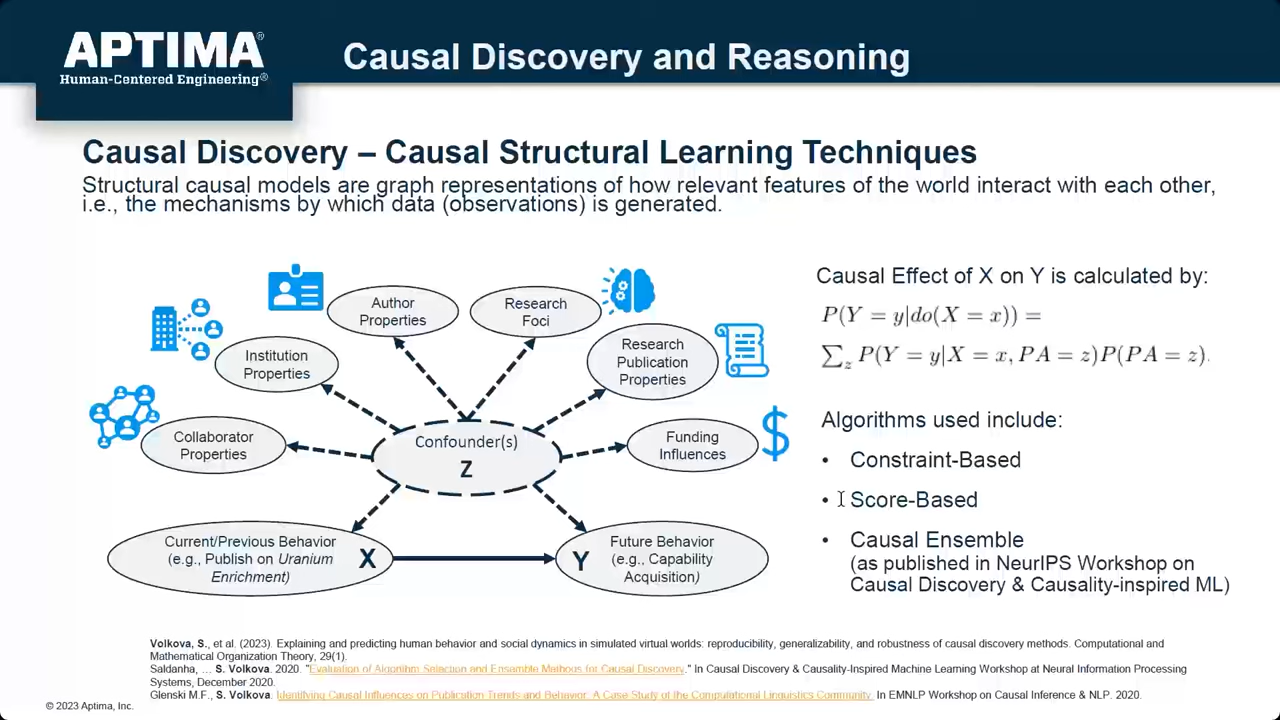 APTIMA®
Human-Centered Engineering®
Causal Discovery and Reasoning
Causal Discovery – Causal Structural Learning Techniques
Structural causal models are graph representations of how relevant features of the world interact with each other,
i.e., the mechanisms by which data (observations) is generated.
Author
Properties
Research
Foci
Institution
Properties
Research
Publication
Properties
Collaborator
Properties
Funding
Influences
$
Confounder(s)
Z
Current/Previous Behavior
(e.g., Publish on Uranium
Enrichment)
X
Future Behavior
(e.g., Capability
Acquisition)
Y
Causal Effect of X on Y is calculated by:
P(Y = y|do(X = x)) =
∑z P(Y = y|X = x, PA = z)P(PA = z).
Algorithms used include:
• Constraint-Based
• Score-Based
• Causal Ensemble
(as published in NeurIPS Workshop on
Causal Discovery & Causality-inspired ML)
Volkova, S., et al. (2023). Explaining and predicting human behavior and social dynamics in simulated virtual worlds: reproducibility, generalizability, and robustness of causal discovery methods. Computational and
Mathematical Organization Theory, 29(1).
Saldanha, .... S. Volkova. 2020. "Evaluation of Algorithm Selection and Ensemble Methods for Causal Discovery." In Causal Discovery & Causality-Inspired Machine Learning Workshop at Neural Information Processing
Systems, December 2020.
Glenski M.F., S. Volkova. Identifying Causal Influences on Publication Trends and Behavior: A Case Study of the Computational Linguistics Community. In EMNLP Workshop on Causal Inference & NLP. 2020.
© 2023 Aptima, Inc.